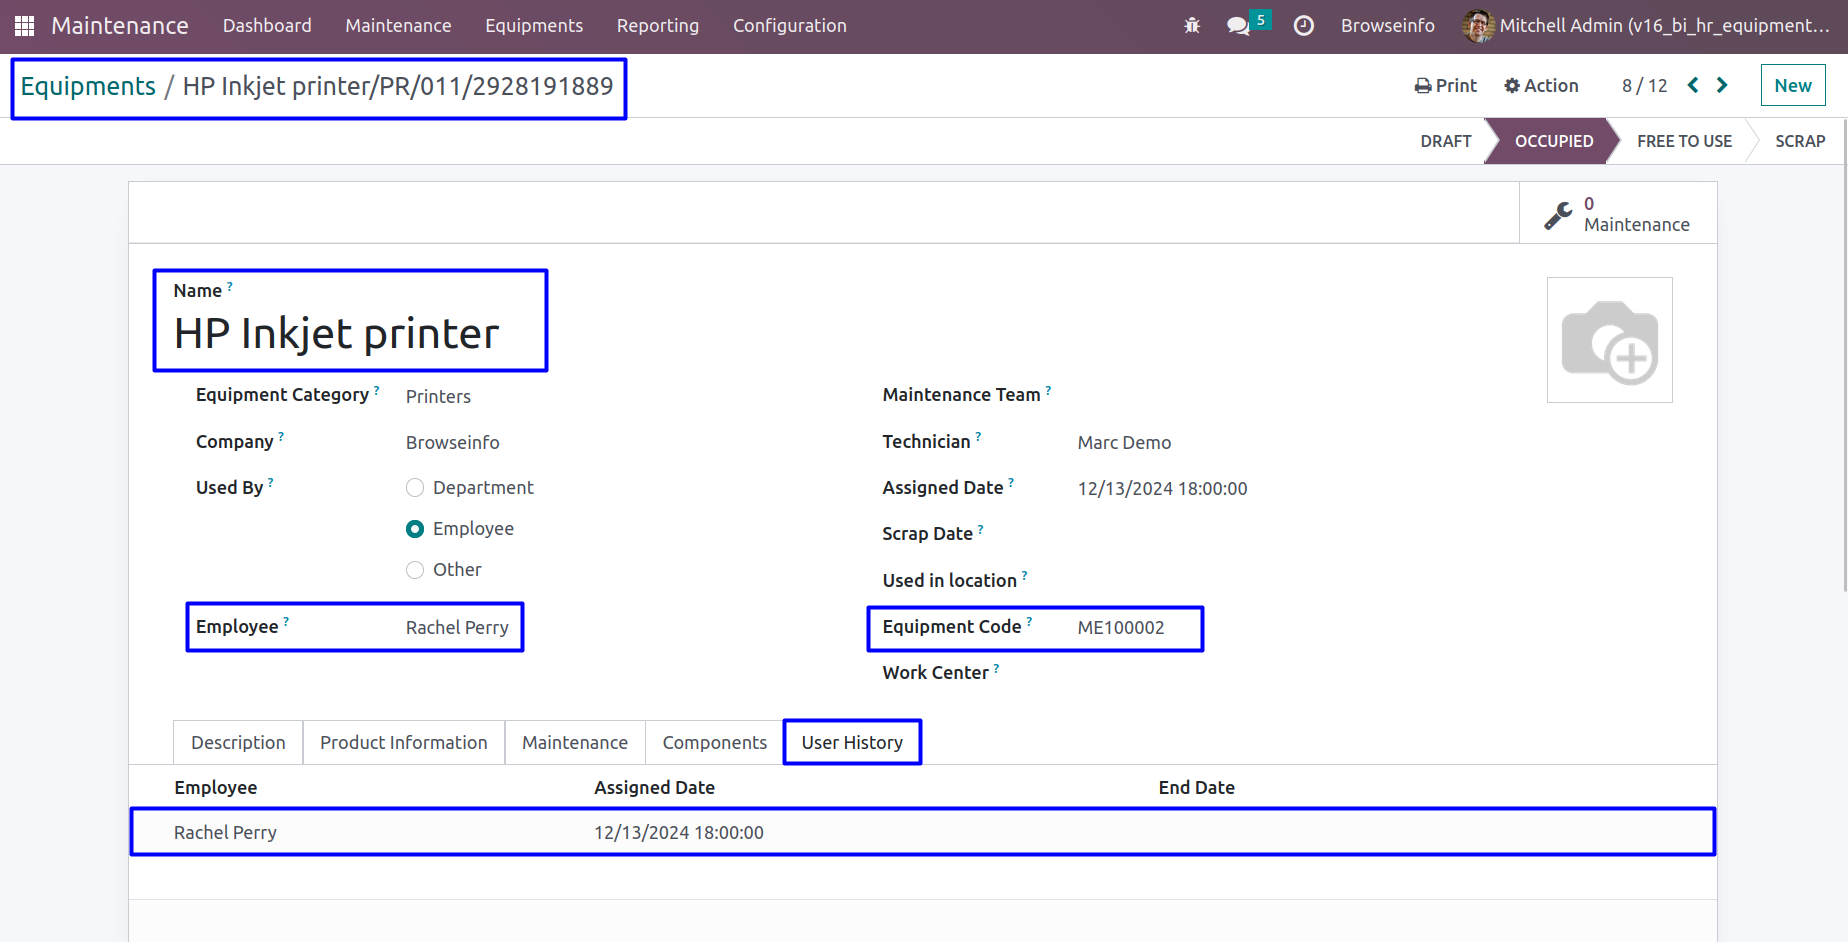 Maintenance Dashboard Maintenance Equipments Reporting Configuration 5 Browseinfo Mitchell Admin (v16_bi_hr_equipment...
Equipments / HP Inkjet printer/PR/011/2928191889 Print Action 8 / 12 New
DRAFT OCCUPIED FREE TO USE SCRAP
0
Maintenance
Name ?
HP Inkjet printer
Equipment Category ? Printers Maintenance Team ?
Company ? Browseinfo Technician ? Marc Demo
Used By ? Department Assigned Date ? 12/13/2024 18:00:00
Employee Scrap Date ?
Other Used in location ?
Employee ? Rachel Perry Equipment Code ? ME100002
Work Center ?
Description Product Information Maintenance Components User History
Employee Assigned Date End Date
Rachel Perry 12/13/2024 18:00:00